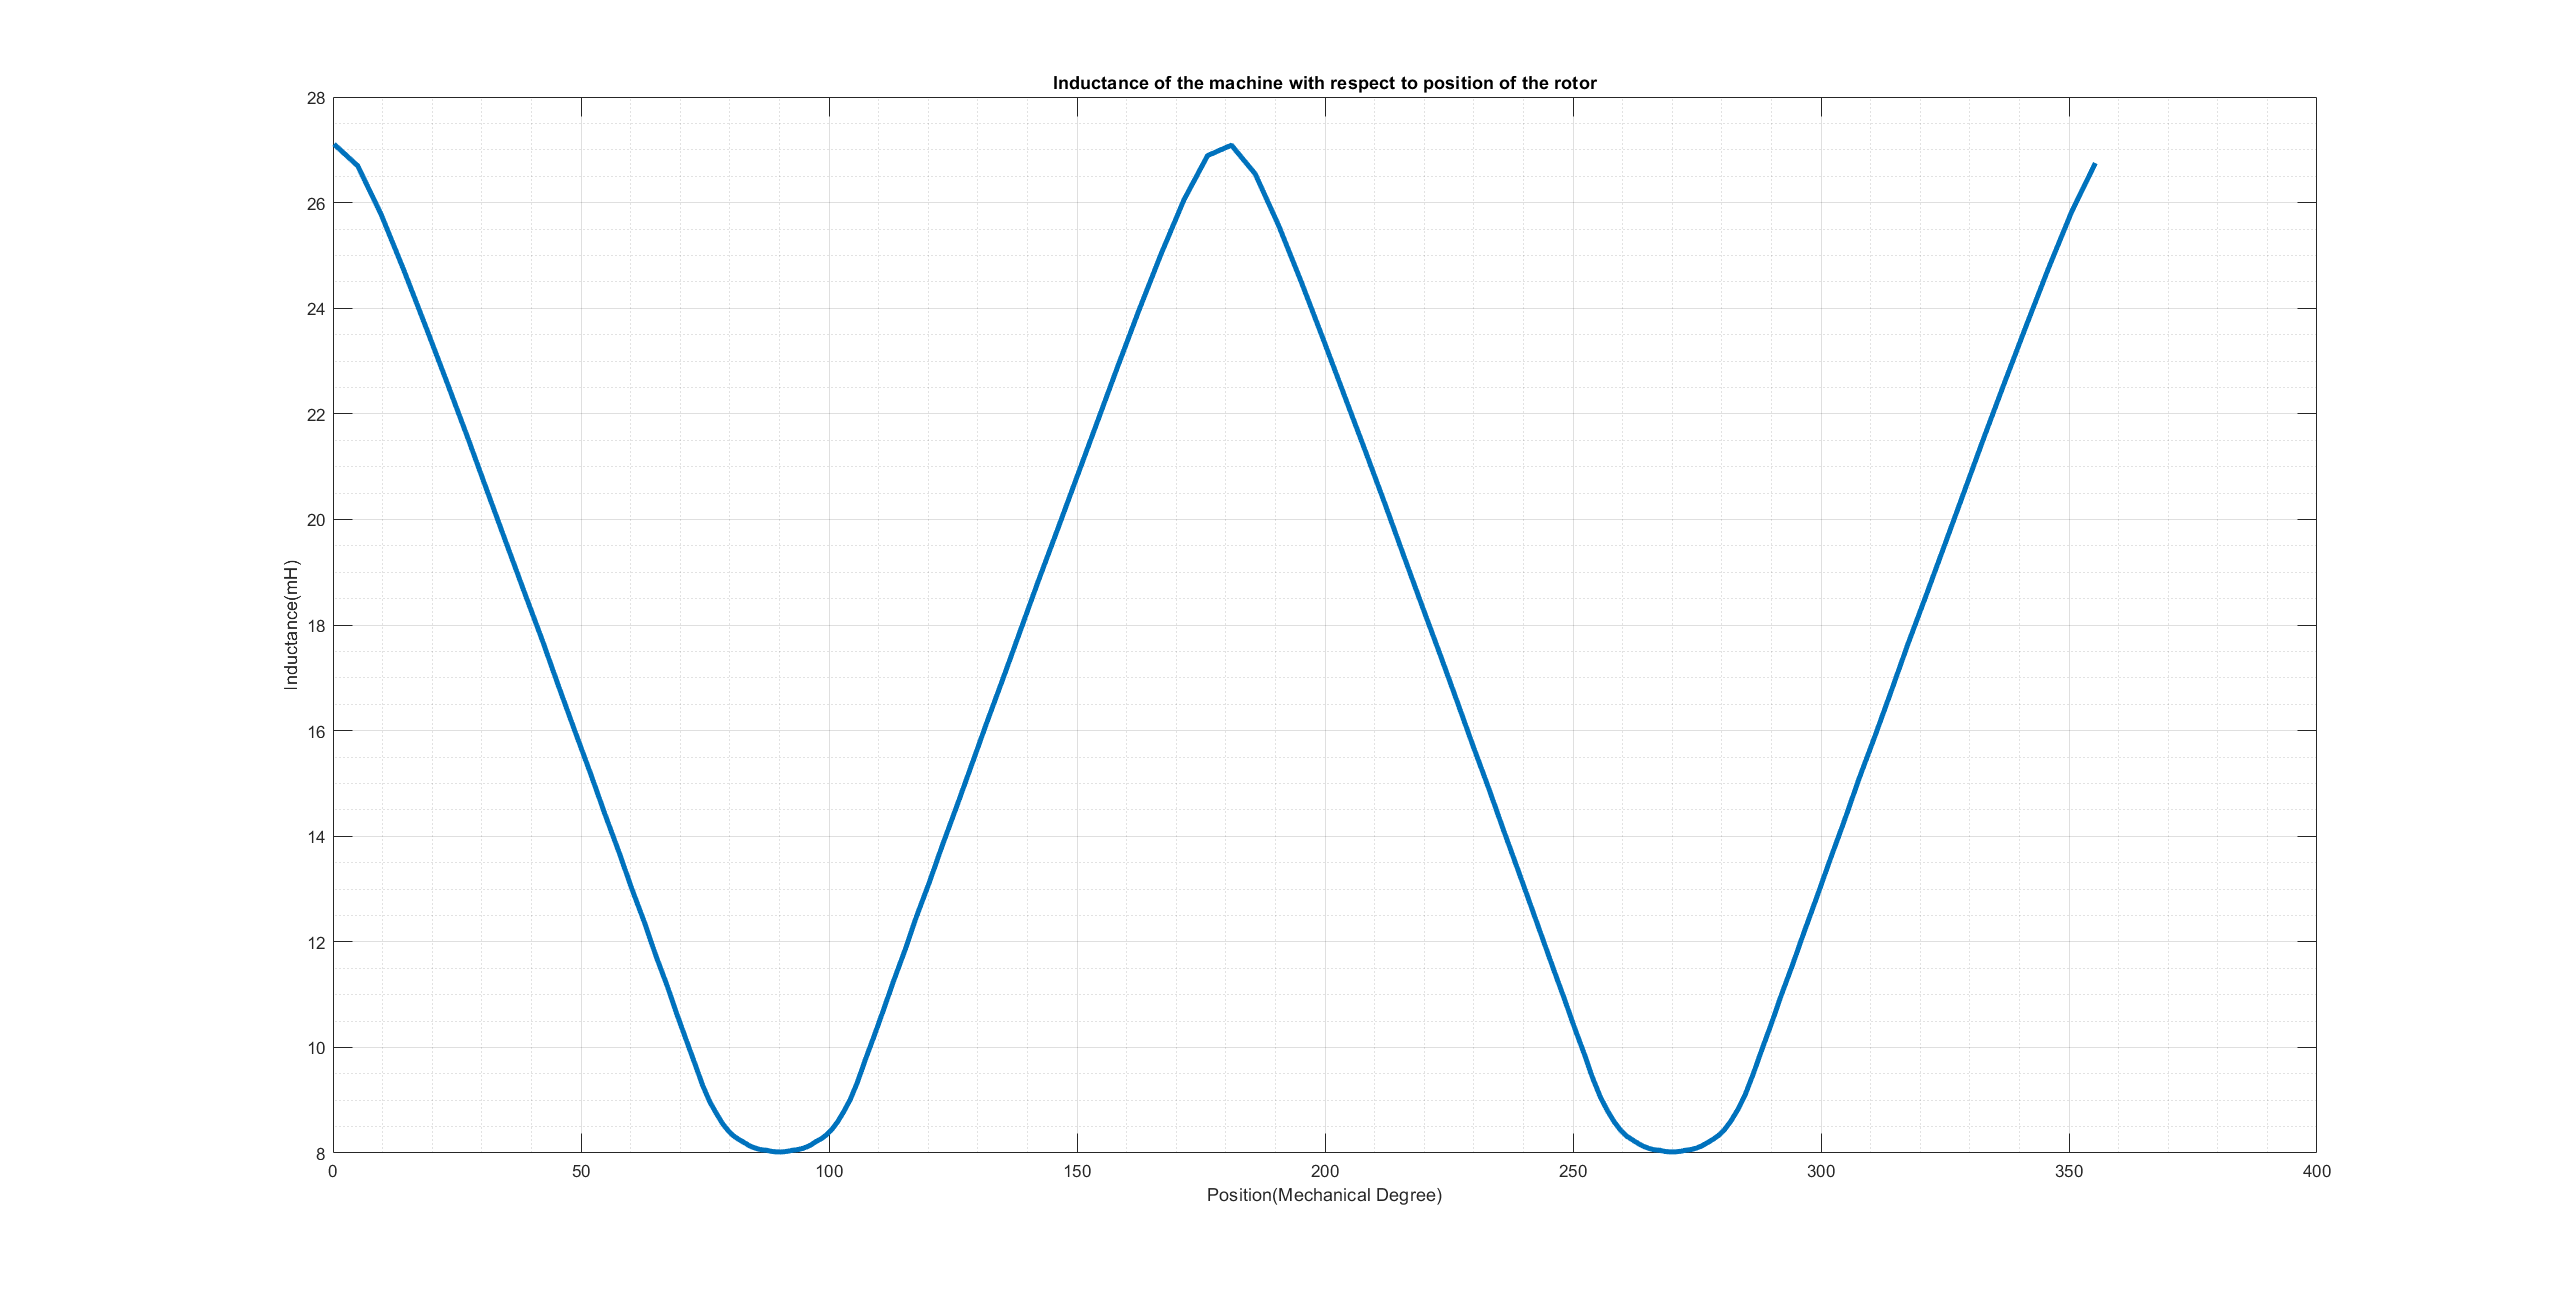 Inductance of the machine with respect to position of the rotor
28
26
24
22
20
18
16
14
12
10
8
Inductance(mH)
0 50 100 150 200 250 300 350 400
Position(Mechanical Degree)